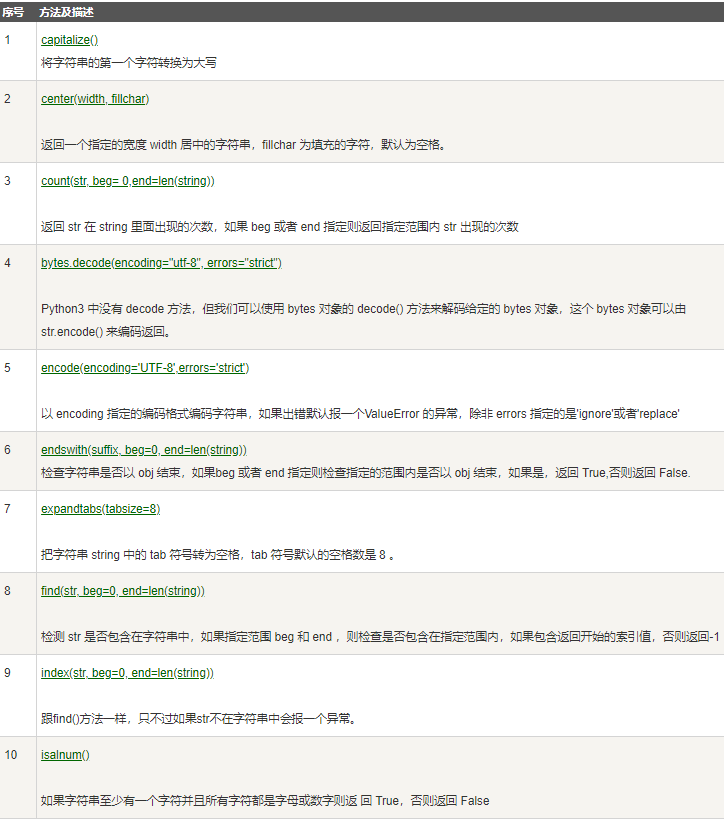 序号 方法及描述
1 capitalize()
将字符串的第一个字符转换为大写
2 center(width, fillchar)
返回一个指定的宽度 width 居中的字符串，fillchar 为填充的字符，默认为空格。
3 count(str, beg= 0,end=len(string))
返回 str 在 string 里面出现的次数，如果 beg 或者 end 指定则返回指定范围内 str 出现的次数
4 bytes.decode(encoding="utf-8", errors="strict")
Python3 中没有 decode 方法，但我们可以使用 bytes 对象的 decode() 方法来解码给定的 bytes 对象，这个 bytes 对象可以由
str.encode() 来编码返回。
5 encode(encoding='UTF-8',errors='strict')
以 encoding 指定的编码格式编码字符串，如果出错默认报一个ValueError 的异常，除非 errors 指定的是'ignore'或者'replace'
6 endswith(suffix, beg=0, end=len(string))
检查字符串是否以 obj 结束，如果beg 或者 end 指定则检查指定的范围内是否以 obj 结束，如果是，返回 True,否则返回 False.
7 expandtabs(tabsize=8)
把字符串 string 中的 tab 符号转为空格，tab 符号默认的空格数是 8 。
8 find(str, beg=0, end=len(string))
检测 str 是否包含在字符串中，如果指定范围 beg 和 end ，则检查是否包含在指定范围内，如果包含返回开始的索引值，否则返回-1
9 index(str, beg=0, end=len(string))
跟find()方法一样，只不过如果str不在字符串中会报一个异常。
10 isalnum()
如果字符串至少有一个字符并且所有字符都是字母或数字则返 回 True，否则返回 False